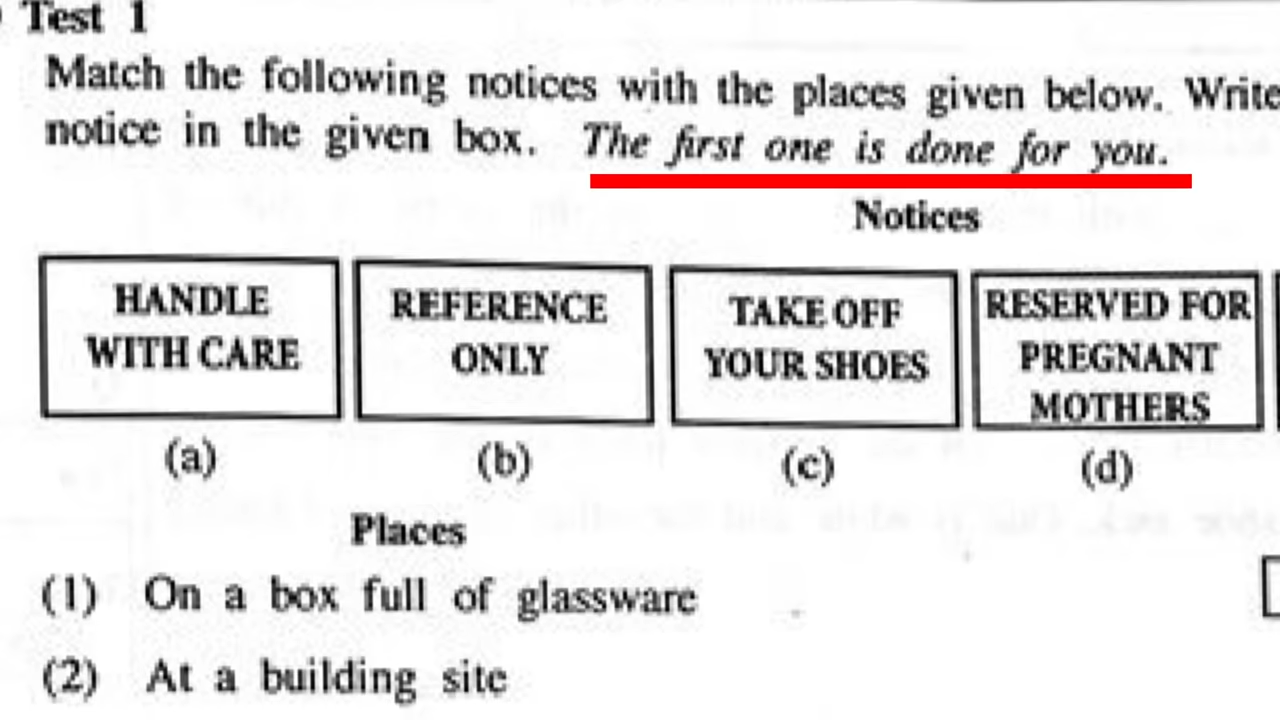 Test 1
Match the following notices with the places given below. Write
notice in the given box. The first one is done for you.
Notices
HANDLE
WITH CARE
(a)
REFERENCE
ONLY
(b)
TAKE OFF
YOUR SHOES
(c)
RESERVED FOR
PREGNANT
MOTHERS
(d)
Places
(1) On a box full of glassware
(2) At a building site